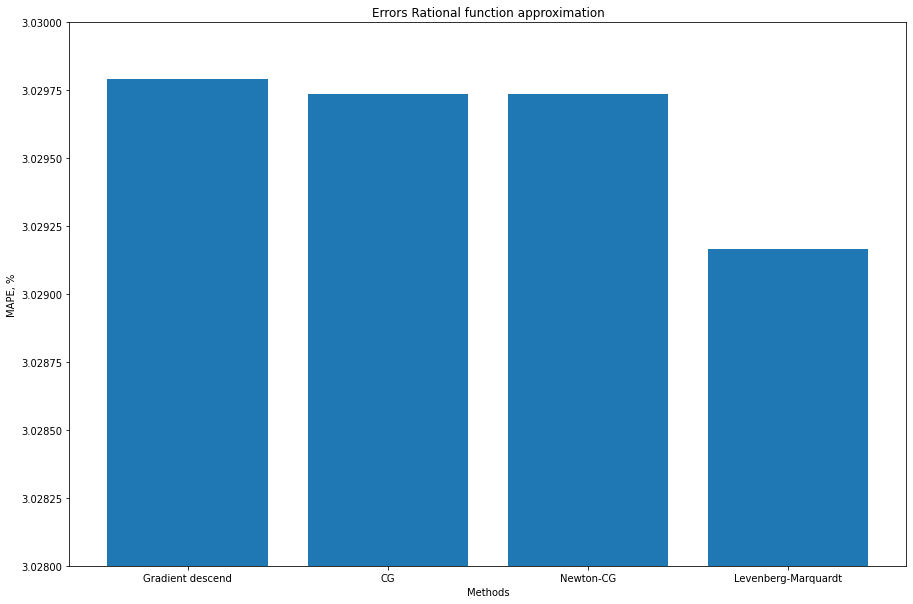 Errors Rational function approximation
3.03000
3.02975
3.02950
3.02925
3.02900
3.02875
3.02850
3.02825
3.02800
MAPE, %
Gradient descend
CG
Newton-CG
Levenberg-Marquardt
Methods